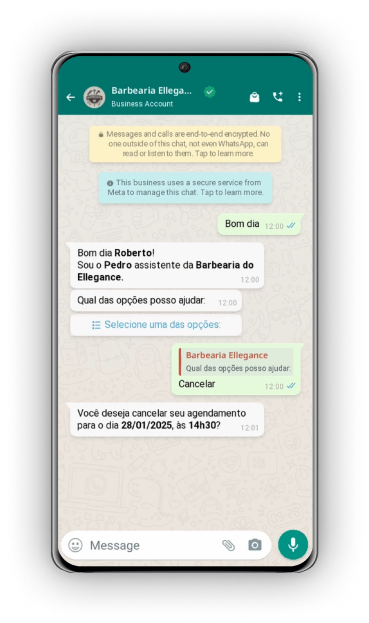 Barbearia Ellega...
Business Account
Messages and calls are end-to-end encrypted. No
one outside of this chat, not even WhatsApp, can
read or listen to them. Tap to learn more.
This business uses a secure service from
Meta to manage this chat. Tap to learn more.
Bom dia 12:00
Bom dia Roberto!
Sou o Pedro assistente da Barbearia do
Ellegance.
12:00
Qual das opções posso ajudar: 12:00
Selecione uma das opções:
Barbearia Ellegance
Qual das opções posso ajudar:
Cancelar 12:00
Você deseja cancelar seu agendamento
para o dia 28/01/2025, às 14h30? 12:01
Message